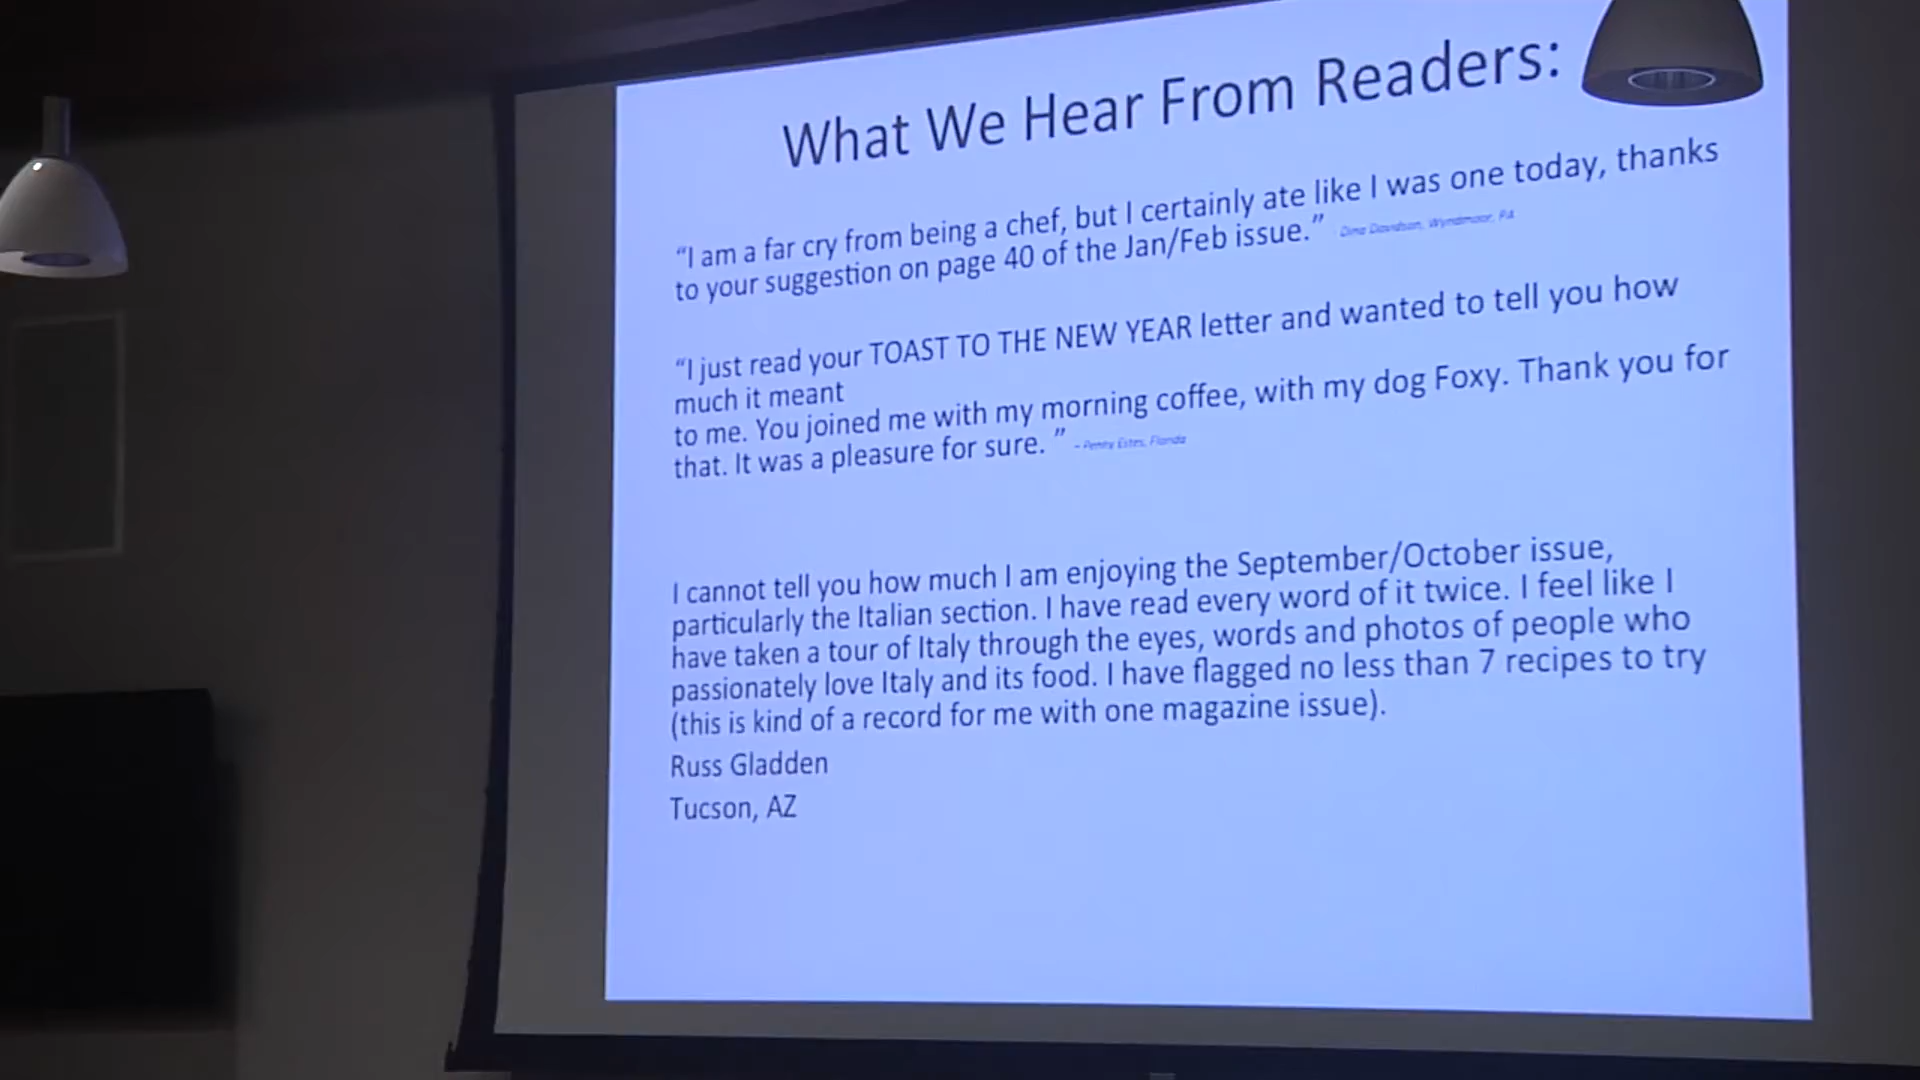 What We Hear From Readers:
“I am a far cry from being a chef, but I certainly ate like I was one today, thanks
to your suggestion on page 40 of the Jan/Feb issue.” Davidson, Wyndmoor, PA
“I just read your TOAST TO THE NEW YEAR letter and wanted to tell you how
much it meant
to me. You joined me with my morning coffee, with my dog Foxy. Thank you for
that. It was a pleasure for sure. ” – Penny Estes, Florida
I cannot tell you how much I am enjoying the September/October issue,
particularly the Italian section. I have read every word of it twice. I feel like I
have taken a tour of Italy through the eyes, words and photos of people who
passionately love Italy and its food. I have flagged no less than 7 recipes to try
(this is kind of a record for me with one magazine issue).
Russ Gladden
Tucson, AZ